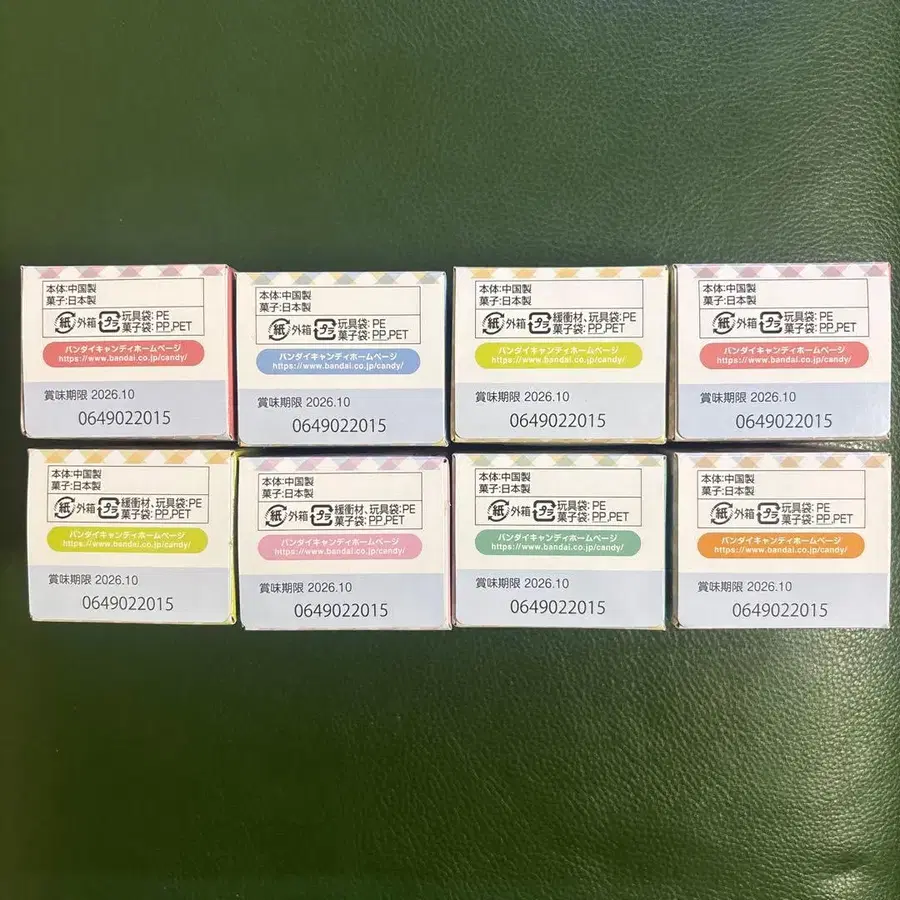 本体:中国製
菓子:日本製
紙 外箱 プラ 玩具袋: PE
菓子袋: PP,PET
バンダイキャンディホームページ
https://www.bandai.co.jp/candy/
賞味期限 2026.10
0649022015
本体:中国製
菓子:日本製
紙 外箱 プラ 玩具袋: PE
菓子袋: PP,PET
バンダイキャンディホームページ
https://www.bandai.co.jp/candy/
賞味期限 2026.10
0649022015
本体:中国製
菓子:日本製
紙 外箱 プラ 緩衝材、玩具袋: PE
菓子袋: PP,PET
バンダイキャンディホームページ
https://www.bandai.co.jp/candy/
賞味期限 2026.10
0649022015
本体:中国製
菓子:日本製
紙 外箱 プラ 玩具袋: PE
菓子袋: PP,PET
バンダイキャンディホームページ
https://www.bandai.co.jp/candy/
賞味期限 2026.10
0649022015
本体:中国製
菓子:日本製
紙 外箱 プラ 緩衝材、玩具袋: PE
菓子袋: PP,PET
バンダイキャンディホームページ
https://www.bandai.co.jp/candy/
賞味期限 2026.10
0649022015
本体:中国製
菓子:日本製
紙 外箱 プラ 緩衝材、玩具袋: PE
菓子袋: PP,PET
バンダイキャンディホームページ
https://www.bandai.co.jp/candy/
賞味期限 2026.10
0649022015
本体:中国製
菓子:日本製
紙 外箱 プラ 玩具袋: PE
菓子袋: PP,PET
バンダイキャンディホームページ
https://www.bandai.co.jp/candy/
賞味期限 2026.10
0649022015
本体:中国製
菓子:日本製
紙 外箱 プラ 玩具袋: PE
菓子袋: PP,PET
バンダイキャンディホームページ
https://www.bandai.co.jp/candy/
賞味期限 2026.10
0649022015